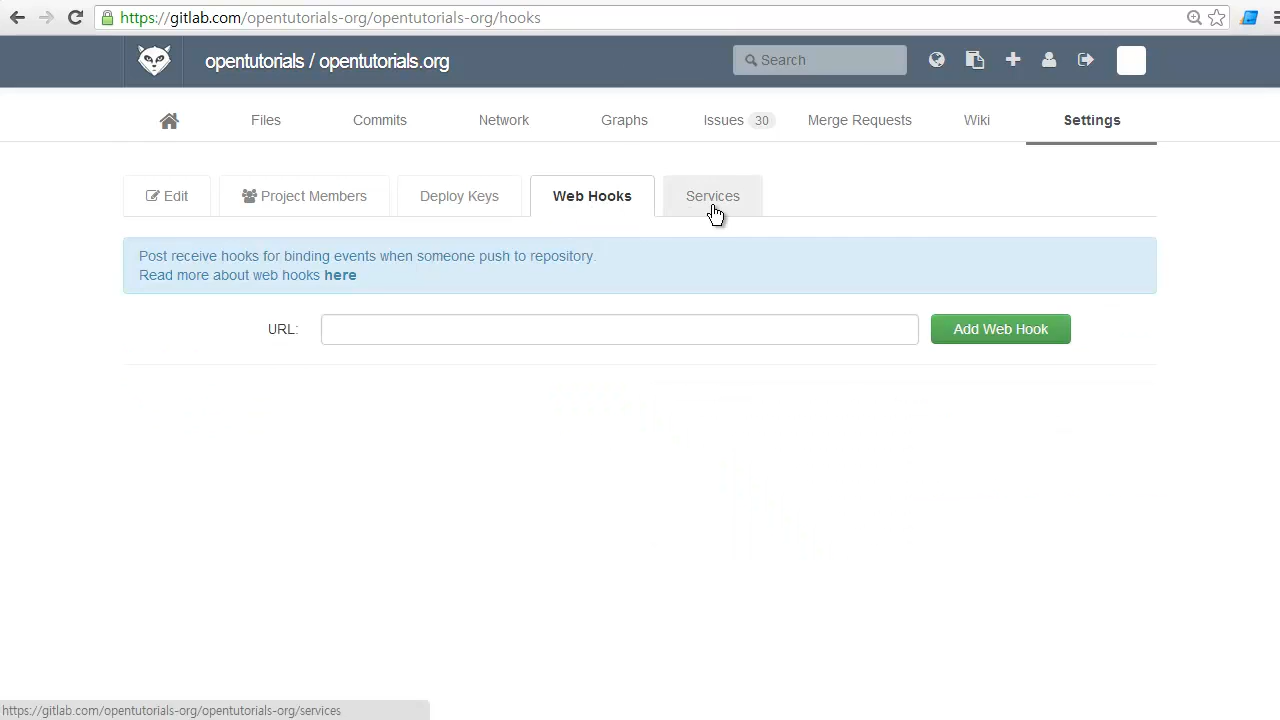 https://gitlab.com/opentutorials-org/opentutorials-org/hooks
opentutorials / opentutorials.org
Search
Files
Commits
Network
Graphs
Issues 30
Merge Requests
Wiki
Settings
Edit
Project Members
Deploy Keys
Web Hooks
Services
Post receive hooks for binding events when someone push to repository.
Read more about web hooks here
URL:
Add Web Hook
https://gitlab.com/opentutorials-org/opentutorials-org/services